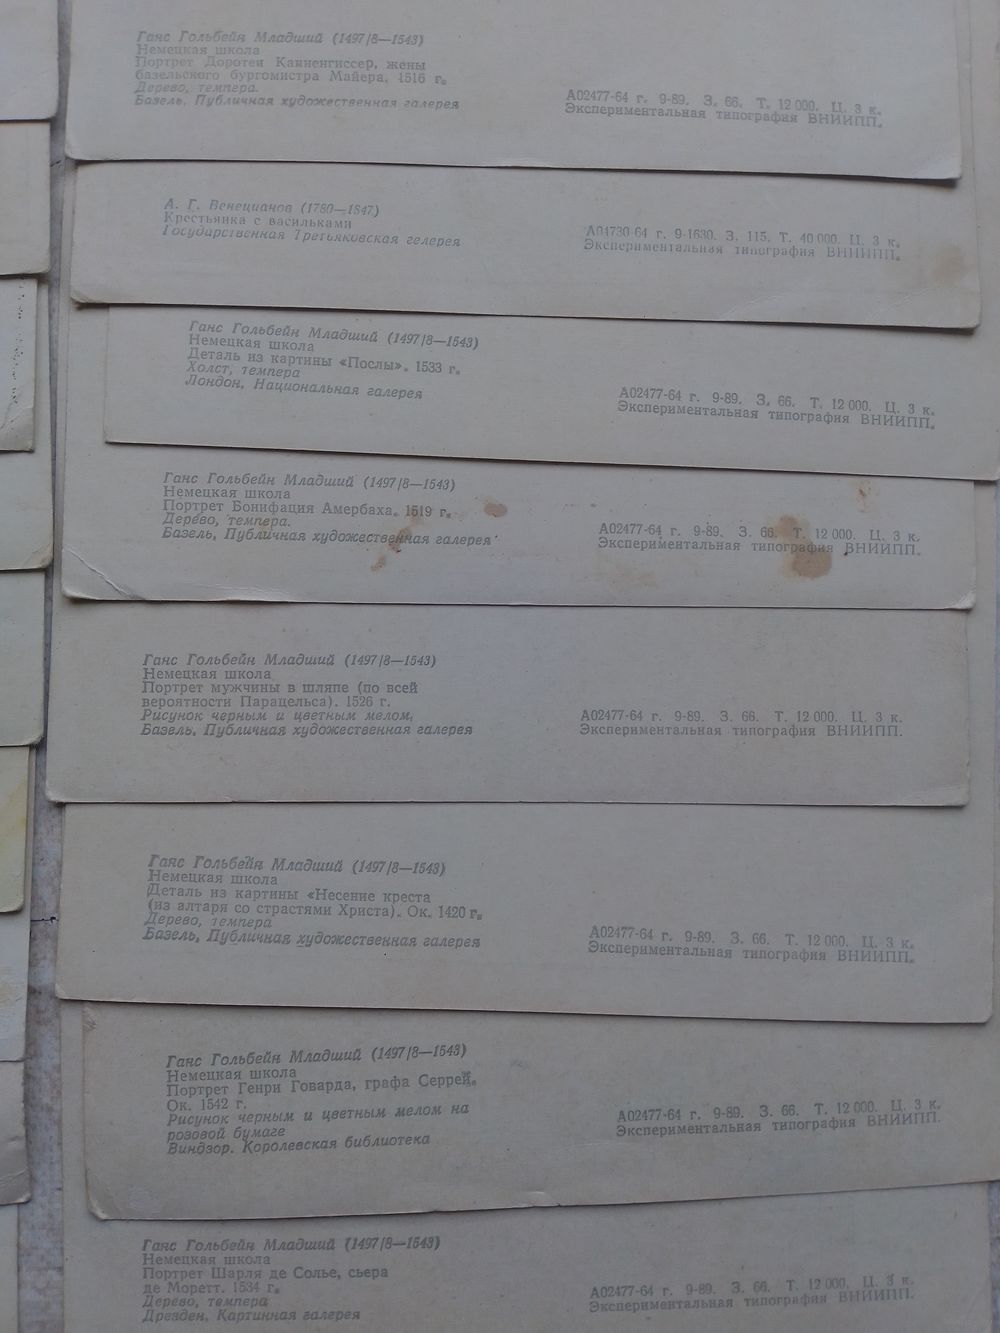 Ганс Гольбейн Младший (1497/8—1543)
Немецкая школа
Портрет Доротеи Канненгиссер, жены
базельского бургомистра Майера. 1516 г.
Дерево, темпера.
Базель, Публичная художественная галерея
А02477-64 г. 9-89. З. 66. Т. 12 000. Ц. 3 к.
Экспериментальная типография ВНИИПП.
А. Г. Венецианов (1780—1847)
Крестьянка с васильками
Государственная Третьяковская галерея
А04730-64 г. 9-1630. З. 115. Т. 40 000. Ц. 3 к.
Экспериментальная типография ВНИИПП.
Ганс Гольбейн Младший (1497/8—1543)
Немецкая школа
Деталь из картины «Послы». 1533 г.
Холст, темпера
Лондон, Национальная галерея
А02477-64 г. 9-89. З. 66. Т. 12 000. Ц. 3 к.
Экспериментальная типография ВНИИПП.
Ганс Гольбейн Младший (1497/8—1543)
Немецкая школа
Портрет Бонифация Амербаха. 1519 г.
Дерево, темпера.
Базель, Публичная художественная галерея
А02477-64 г. 9-89. З. 66. Т. 12 000. Ц. 3 к.
Экспериментальная типография ВНИИПП.
Ганс Гольбейн Младший (1497/8—1543)
Немецкая школа
Портрет мужчины в шляпе (по всей
вероятности Парацельса). 1526 г.
Рисунок черным и цветным мелом,
Базель, Публичная художественная галерея
А02477-64 г. 9-89. З. 66. Т. 12 000. Ц. 3 к.
Экспериментальная типография ВНИИПП.
Ганс Гольбейн Младший (1497/8—1543)
Немецкая школа
Деталь из картины «Несение креста
(из алтаря со страстями Христа). Ок. 1420 г.
Дерево, темпера
Базель, Публичная художественная галерея
А02477-64 г. 9-89. З. 66. Т. 12 000. Ц. 3 к.
Экспериментальная типография ВНИИПП.
Ганс Гольбейн Младший (1497/8—1543)
Немецкая школа
Портрет Генри Говарда, графа Серрей.
Ок. 1542 г.
Рисунок черным и цветным мелом на
розовой бумаге
Виндзор. Королевская библиотека
А02477-64 г. 9-89. З. 66. Т. 12 000. Ц. 3 к.
Экспериментальная типография ВНИИПП.
Ганс Гольбейн Младший (1497/8—1543)
Немецкая школа
Портрет Шарля де Солье, сьера
де Моретт. 1534 г.
Дерево, темпера
Дрезден, Картинная галерея
А02477-64 г. 9-89. З. 66. Т. 12 000. Ц. 3 к.
Экспериментальная типография ВНИИПП.